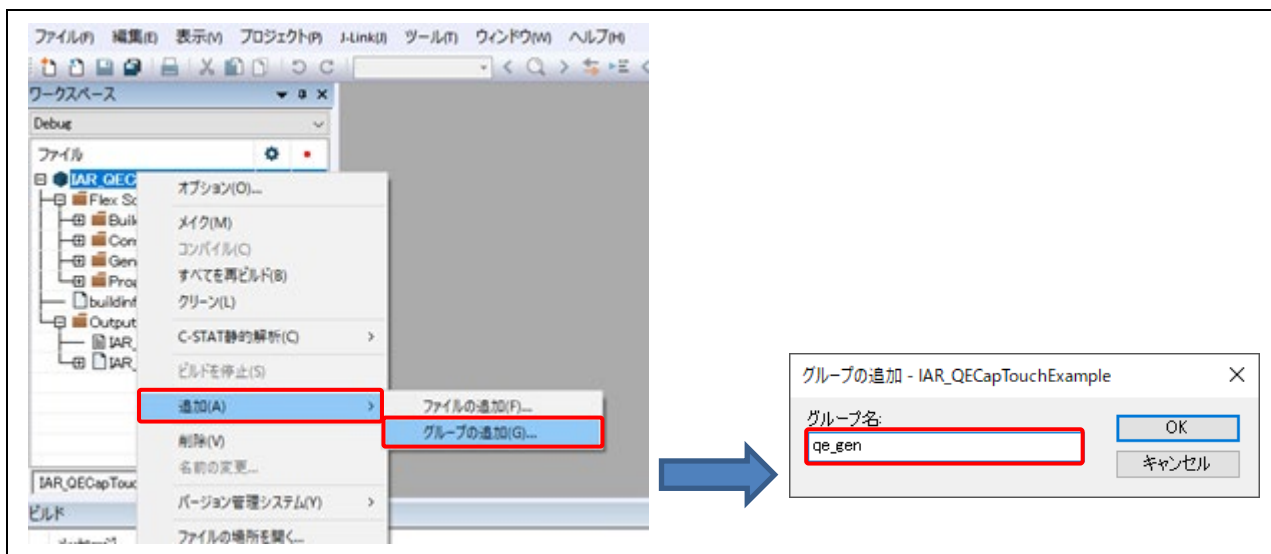 ファイル(F) 編集(E) 表示(V) プロジェクト(P) J-Link(J) ツール(T) ウィンドウ(W) ヘルプ(H)
ワークスペース
Debug
ファイル
IAR_QEC
Flex Sc
Buil
Con
Gen
Pro
buildinf
Output
IAR_
IAR_
IAR_QECapTouc
ビルド
オプション(O)...
メイク(M)
コンパイル(C)
すべてを再ビルド(B)
クリーン(L)
C-STAT静的解析(C)
ビルドを停止(S)
追加(A)
削除(V)
名前の変更...
バージョン管理システム(Y)
ファイルの場所を開く...
ファイルの追加(F)...
グループの追加(G)...
グループの追加 - IAR_QECapTouchExample
グループ名:
qe_gen
OK
キャンセル